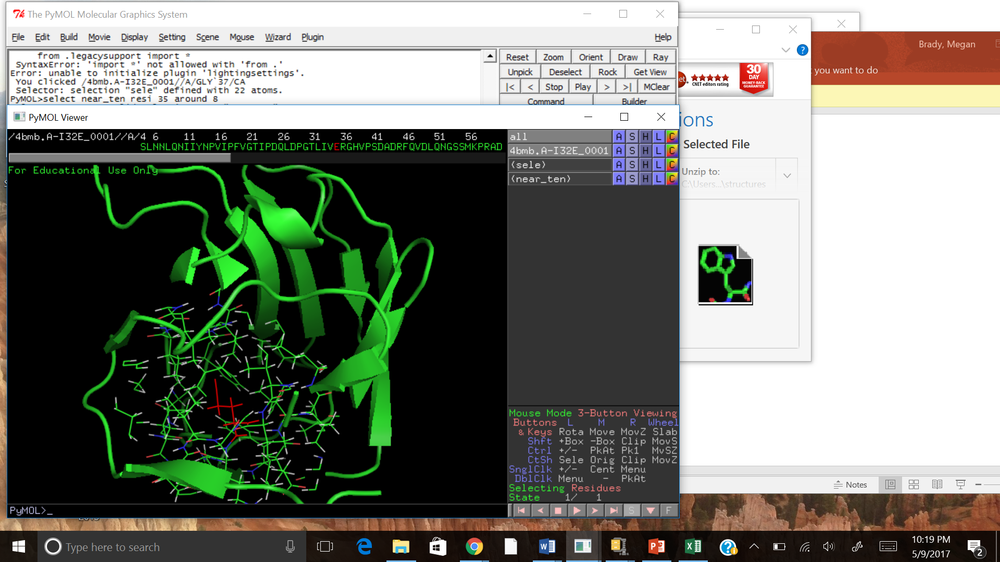 The PyMOL Molecular Graphics System
File Edit Build Movie Display Setting Scene Mouse Wizard Plugin Help
from .legacysupport import *
SyntaxError: 'import *' not allowed with 'from .'
Error: unable to initialize plugin 'lightingsettings'.
You clicked /4bmb.A-I32E_0001//A/GLY`37/CA
Selector: selection "sele" defined with 22 atoms.
PyMOL>select near_ten resi 35 around 8
Reset Zoom Orient Draw Ray
Unpick Deselect Rock Get View
|< < Stop Play > >| MClear
Command Builder
PyMOL Viewer
/4bmb.A-I32E_0001//A/4 6 11 16 21 26 31 36 41 46 51 56
SLNNLQNIIYNPVIPFVGTIPDQLDPGTLIVERGHVPSDADRFQVDLQNGSSMKPRAD
For Educational Use Only
all A S H L C
4bmb.A-I32E_0001 A S H L C
(sele) A S H L C
(near_ten) A S H L C
Mouse Mode 3-Button Viewing
Buttons L M R Wheel
& Keys Rota Move MovZ Slab
Shft +Box -Box Clip MovS
Ctrl +/- PkAt Pk1 MvSZ
CtSh Sele Orig Clip MovZ
SnglClk +/- Cent Menu
DblClk Menu - PkAt
Selecting Residues
State 1/ 1
S F
PyMOL>_
Brady, Megan
you want to do
?
et
CNET editors rating
30
DAY
MONEY-BACK
GUARANTEE
ions
Selected File
Unzip to:
C:\Users...\structures
Notes
Type here to search
10:19 PM
5/9/2017
2